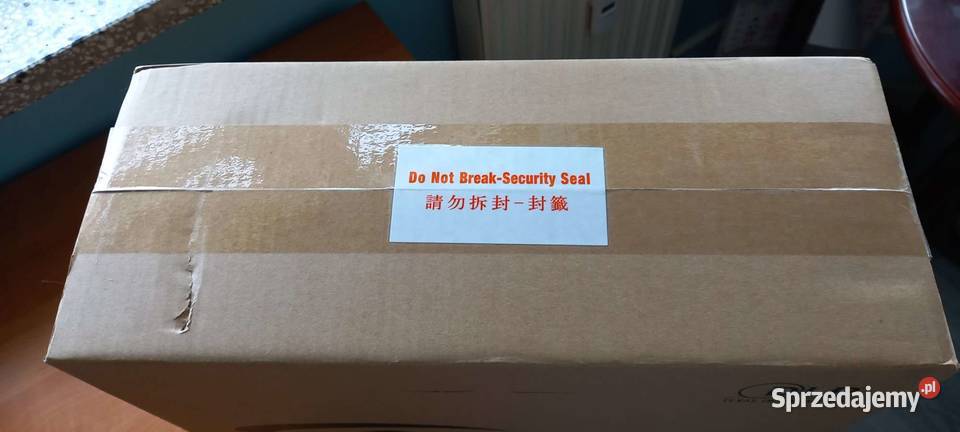 Do Not Break-Security Seal
請勿拆封-封籤
Sprzedajemy.pl